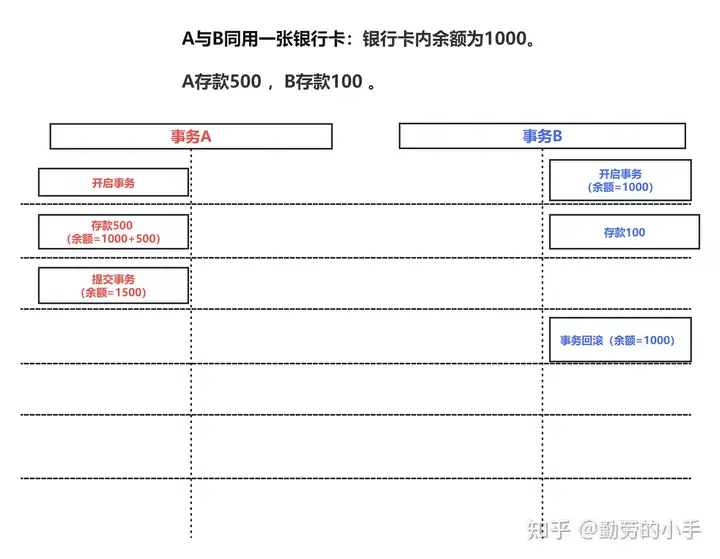 A与B同用一张银行卡：银行卡内余额为1000。
A存款500 ，B存款100 。
事务A
事务B
开启事务
开启事务
（余额=1000）
存款500
（余额=1000+500）
存款100
提交事务
（余额=1500）
事务回滚（余额=1000）
知乎 @勤劳的小手